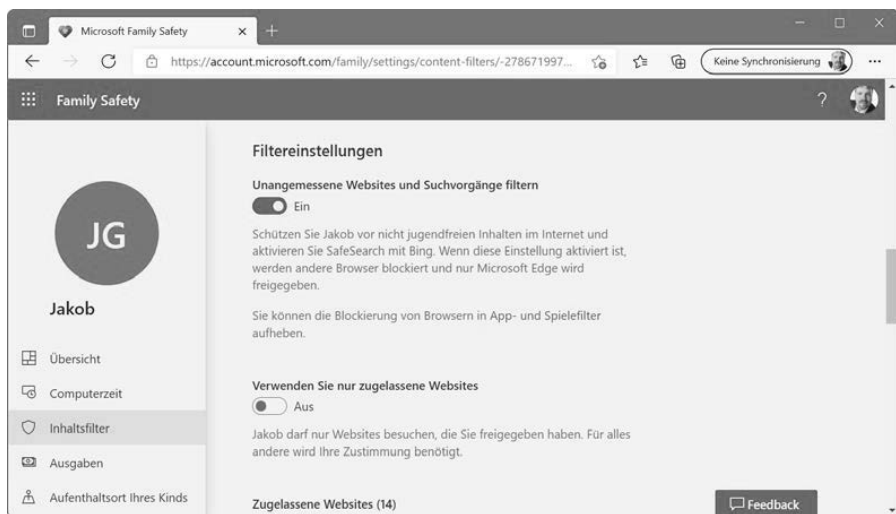 Microsoft Family Safety
https://account.microsoft.com/family/settings/content-filters/-278671997...
Keine Synchronisierung
Family Safety
?
JG
Jakob
Übersicht
Computerzeit
Inhaltsfilter
Ausgaben
Aufenthaltsort Ihres Kinds
Filtereinstellungen
Unangemessene Websites und Suchvorgänge filtern
Ein
Schützen Sie Jakob vor nicht jugendfreien Inhalten im Internet und
aktivieren Sie SafeSearch mit Bing. Wenn diese Einstellung aktiviert ist,
werden andere Browser blockiert und nur Microsoft Edge wird
freigegeben.
Sie können die Blockierung von Browsern in App- und Spielefilter
aufheben.
Verwenden Sie nur zugelassene Websites
Aus
Jakob darf nur Websites besuchen, die Sie freigegeben haben. Für alles
andere wird Ihre Zustimmung benötigt.
Zugelassene Websites (14)
Feedback